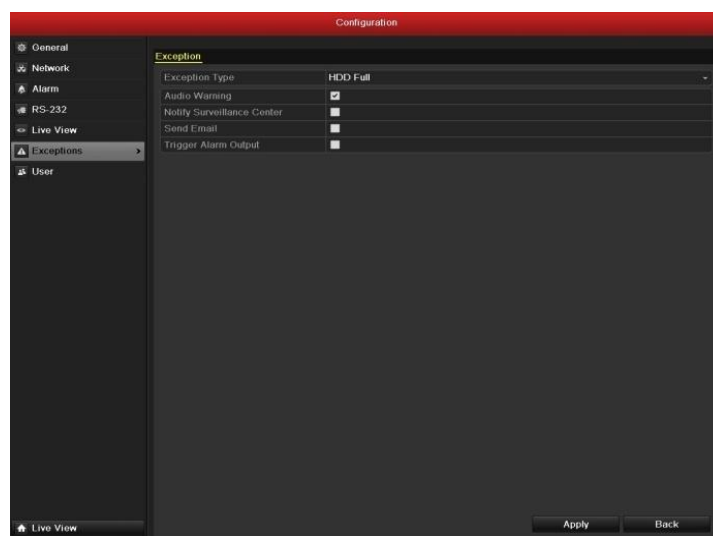 Configuration
General
Network
Alarm
RS-232
Live View
Exceptions
User
Exception
Exception Type HDD Full
Audio Warning
Notify Surveillance Center
Send Email
Trigger Alarm Output
Live View
Apply Back